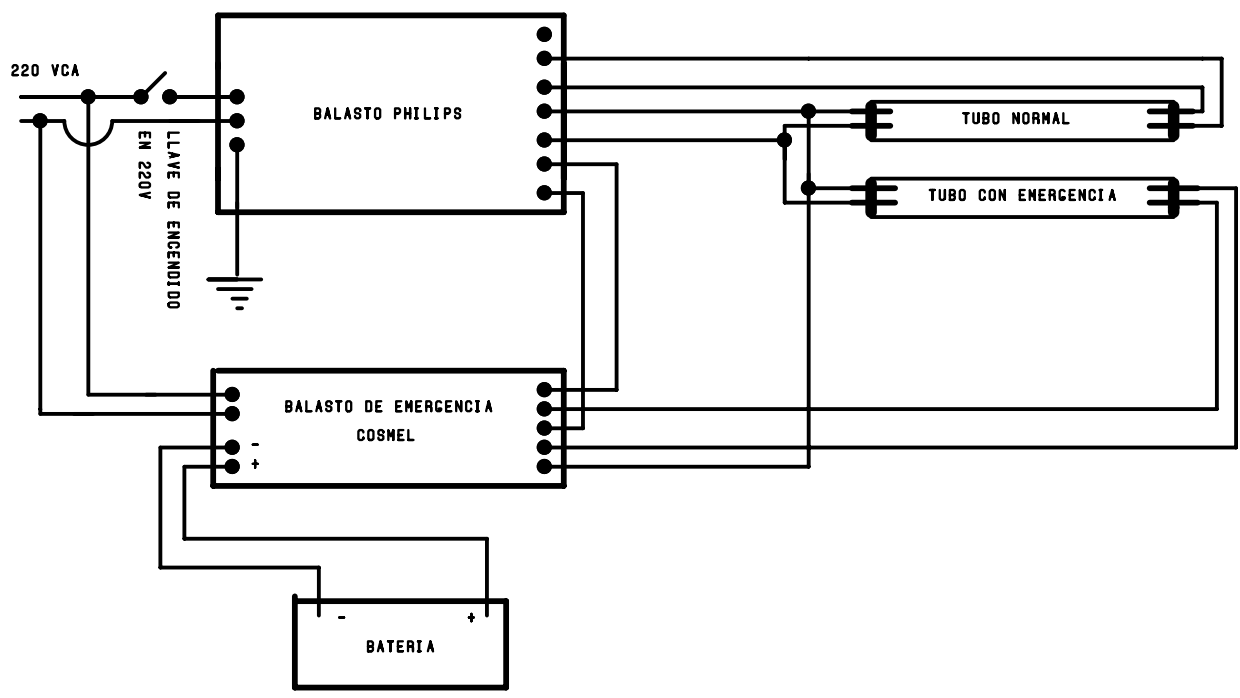 220 VCA
BALASTO PHILIPS
TUBO NORMAL
LLAVE DE ENCENDIDO
EN 220V
TUBO CON EMERGENCIA
BALASTO DE EMERGENCIA
COSMEL
-
+
- +
BATERIA